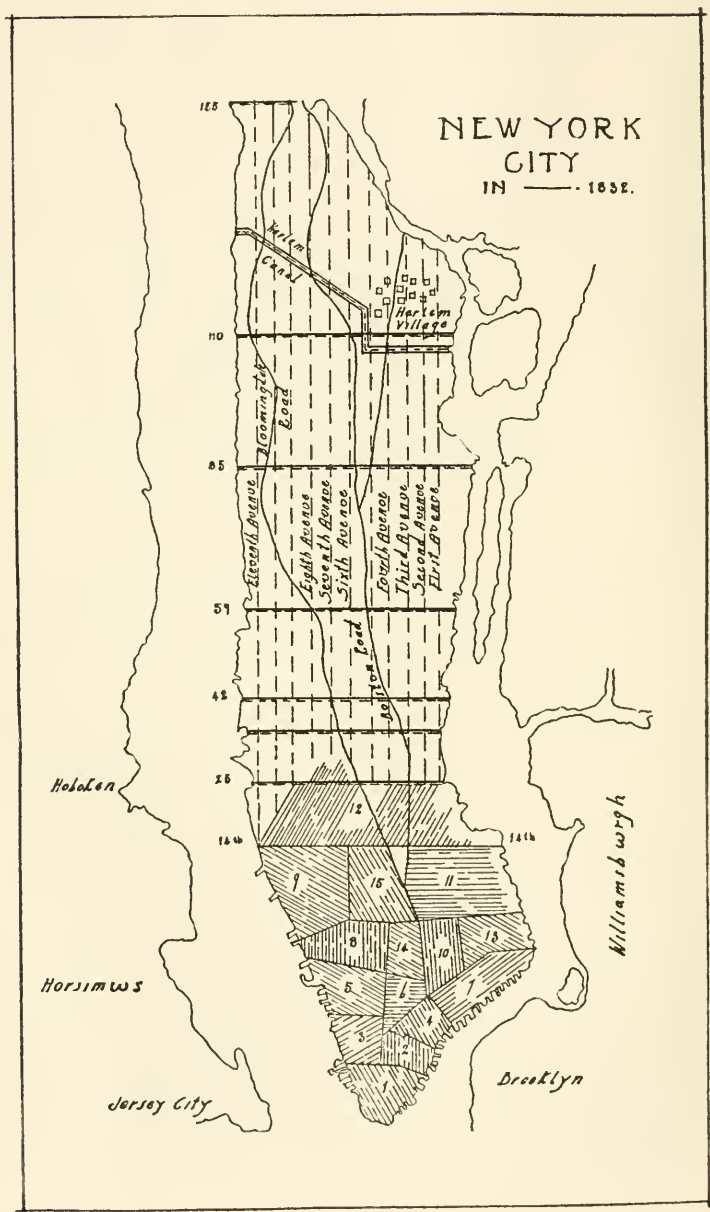 NEW YORK
CITY
IN — · 1832.
125
Harlem
Canal
Harlem
Village
110
Bloomingtok
Road
85
Eleventh Avenue
Eighth Avenue
Seventh Avenue
Sixth Avenue
Fourth Avenue
Third Avenue
Second Avenue
First Avenue
59
Boston Road
42
Hoboken
12
14th
14th
9
15
11
Williamsburgh
8
14
10
13
5
6
7
Horsimus
3
4
2
1
Jersey City
Brooklyn